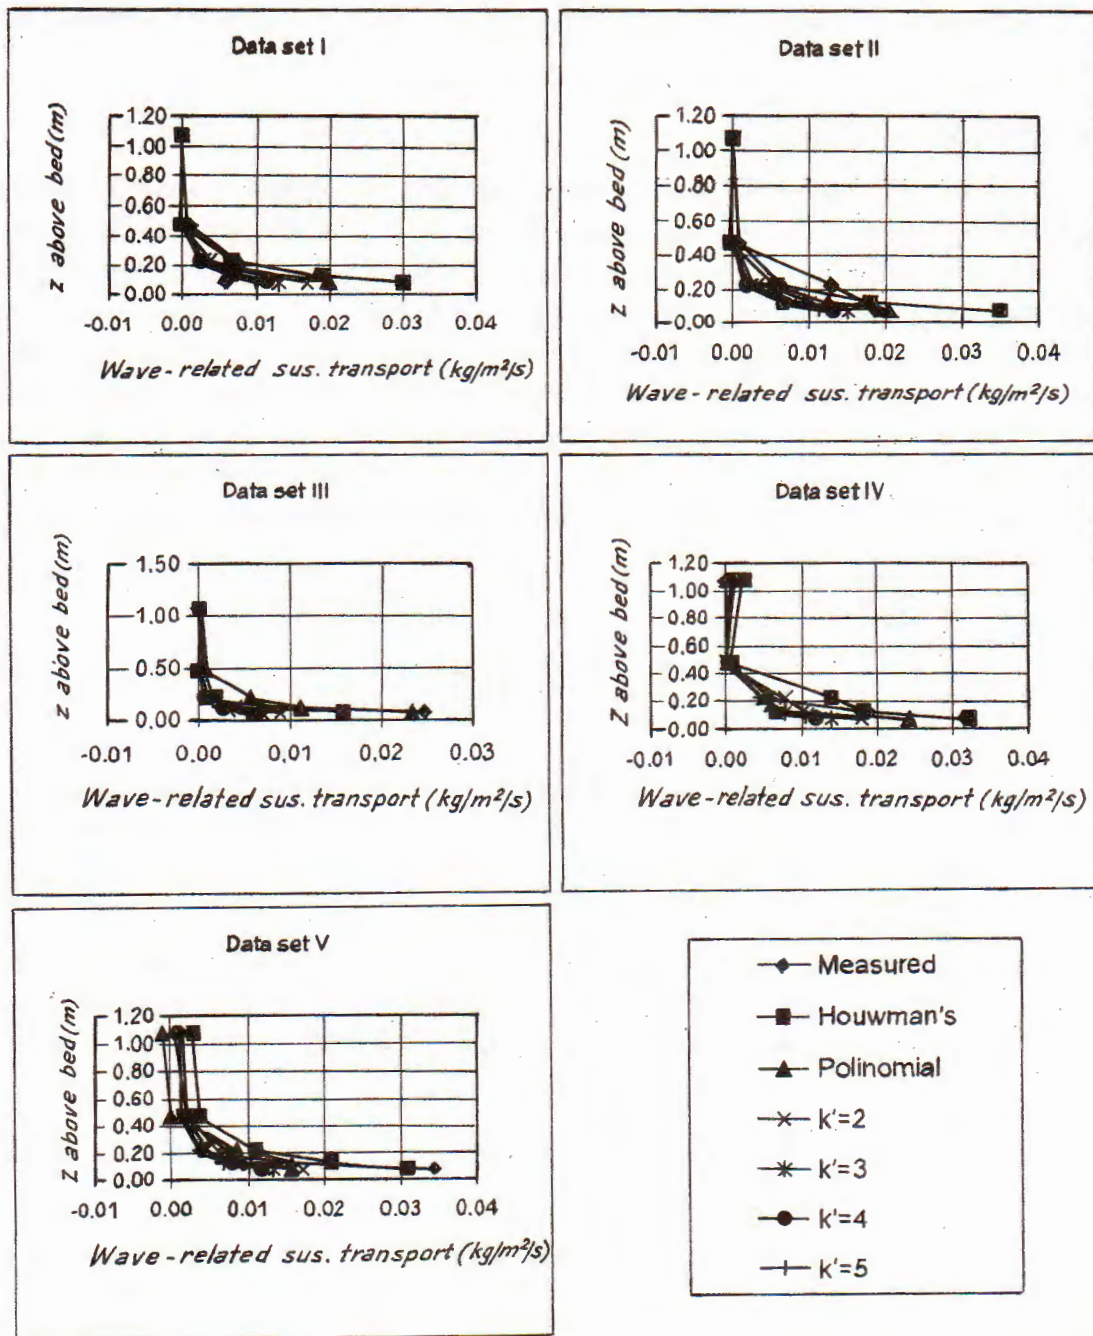 Data set I
z above bed (m)
1.20
1.00
0.80
0.60
0.40
0.20
0.00
-0.01 0.00 0.01 0.02 0.03 0.04
Wave-related sus. transport (kg/m²/s)
Data set II
z above bed (m)
1.20
1.00
0.80
0.60
0.40
0.20
0.00
-0.01 0.00 0.01 0.02 0.03 0.04
Wave-related sus. transport (kg/m²/s)
Data set III
z above bed (m)
1.50
1.00
0.50
0.00
-0.01 0.00 0.01 0.02 0.03
Wave-related sus. transport (kg/m²/s)
Data set IV
Z above bed (m)
1.20
1.00
0.80
0.60
0.40
0.20
0.00
-0.01 0.00 0.01 0.02 0.03 0.04
Wave-related sus. transport (kg/m²/s)
Data set V
Z above bed (m)
1.20
1.00
0.80
0.60
0.40
0.20
0.00
-0.01 0.00 0.01 0.02 0.03 0.04
Wave-related sus. transport (kg/m²/s)
Measured
Houwman's
Polinomial
k'=2
k'=3
k'=4
k'=5